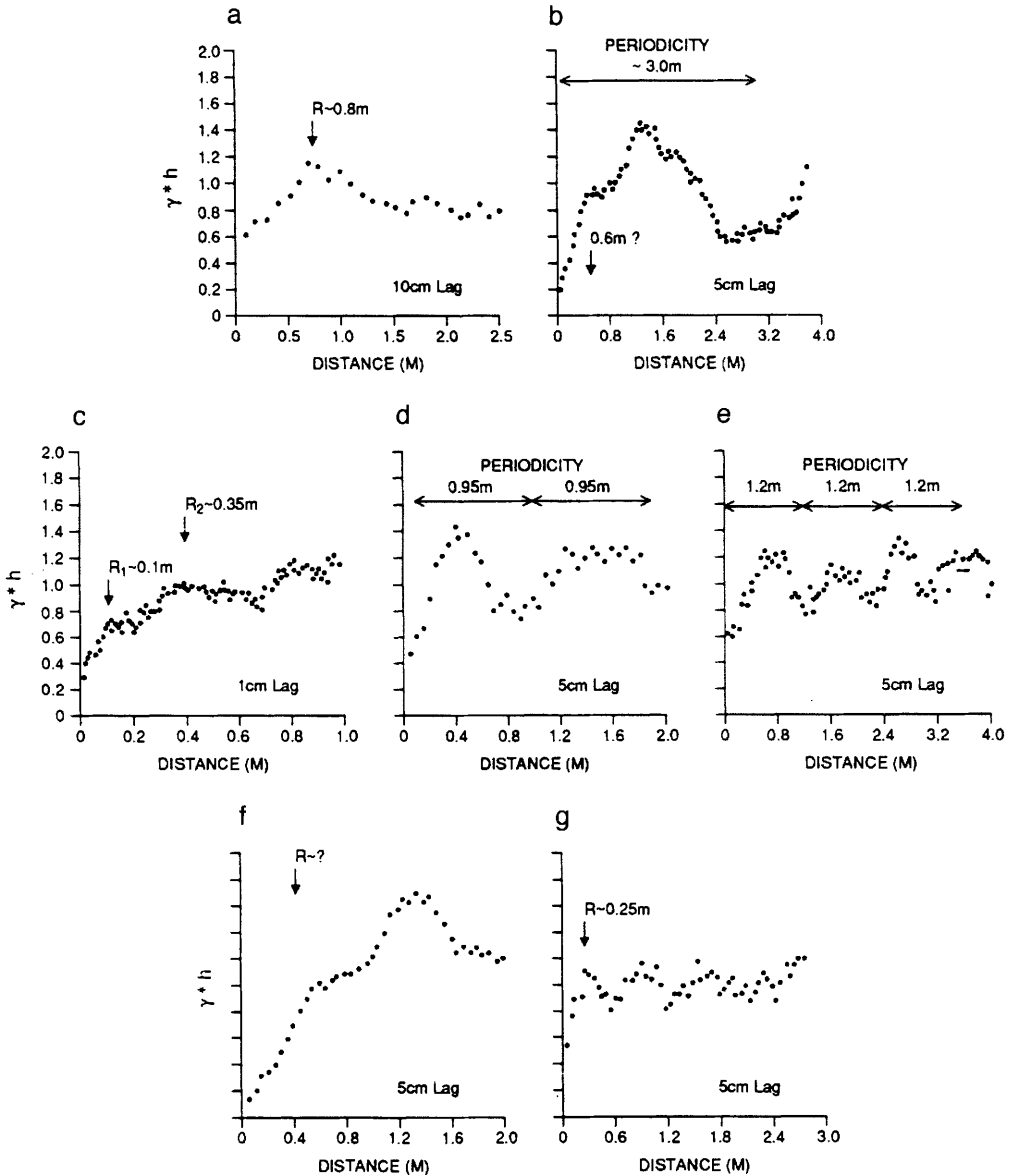 a
2.0
1.8
1.6
1.4
1.2
1.0
0.8
0.6
0.4
0.2
0
γ* h
R~0.8m
10cm Lag
0 0.5 1.0 1.5 2.0 2.5
DISTANCE (M)
b
PERIODICITY
~ 3.0m
0.6m ?
5cm Lag
0 0.8 1.6 2.4 3.2 4.0
DISTANCE (M)
c
2.0
1.8
1.6
1.4
1.2
1.0
0.8
0.6
0.4
0.2
0
γ* h
R₂~0.35m
R₁~0.1m
1cm Lag
0 0.2 0.4 0.6 0.8 1.0
DISTANCE (M)
d
PERIODICITY
0.95m 0.95m
5cm Lag
0 0.4 0.8 1.2 1.6 2.0
DISTANCE (M)
e
PERIODICITY
1.2m 1.2m 1.2m
5cm Lag
0 0.8 1.6 2.4 3.2 4.0
DISTANCE (M)
f
γ* h
R~?
5cm Lag
0 0.4 0.8 1.2 1.6 2.0
DISTANCE (M)
g
R~0.25m
5cm Lag
0 0.6 1.2 1.8 2.4 3.0
DISTANCE (M)